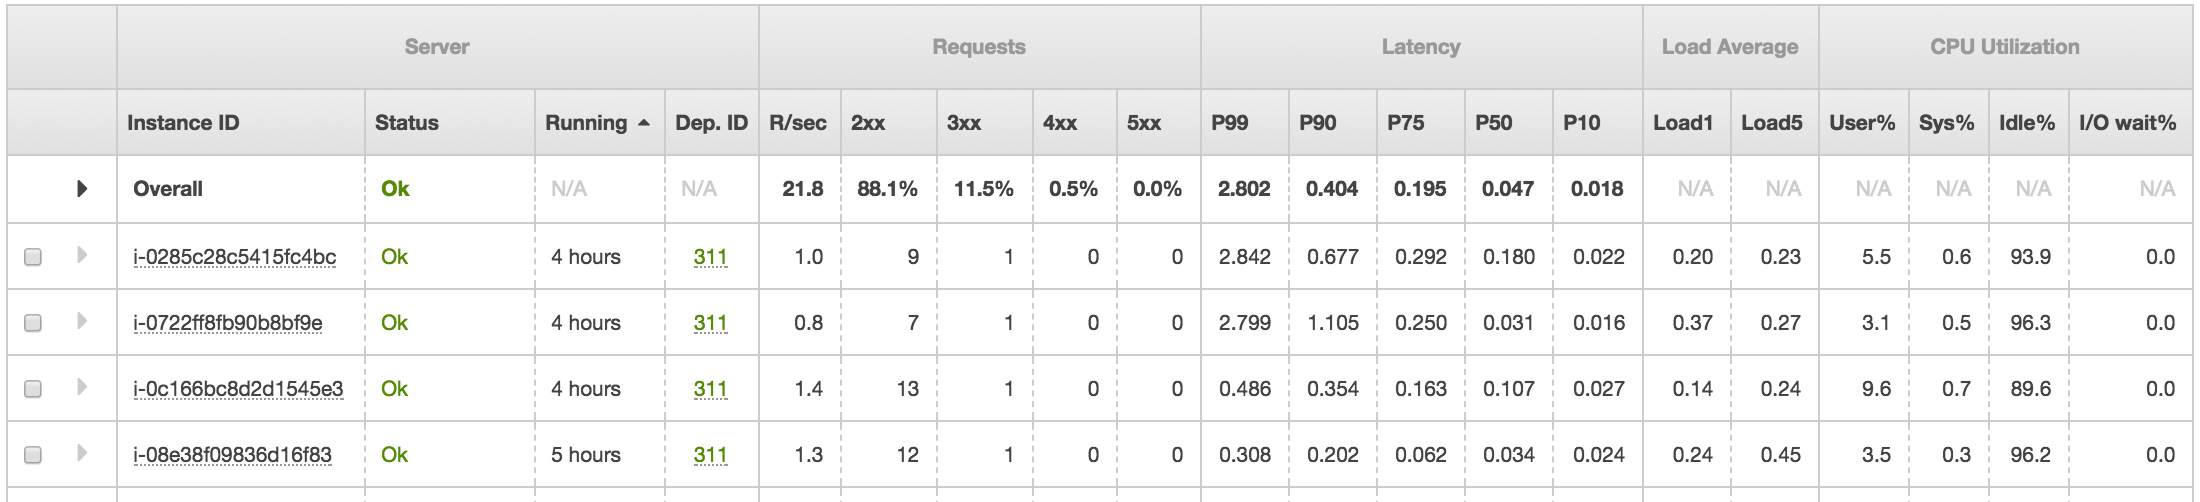 Server Requests Latency Load Average CPU Utilization
Instance ID Status Running Dep. ID R/sec 2xx 3xx 4xx 5xx P99 P90 P75 P50 P10 Load1 Load5 User% Sys% Idle% I/O wait%
Overall Ok N/A N/A 21.8 88.1% 11.5% 0.5% 0.0% 2.802 0.404 0.195 0.047 0.018 N/A N/A N/A N/A N/A N/A
i-0285c28c5415fc4bc Ok 4 hours 311 1.0 9 1 0 0 2.842 0.677 0.292 0.180 0.022 0.20 0.23 5.5 0.6 93.9 0.0
i-0722ff8fb90b8bf9e Ok 4 hours 311 0.8 7 1 0 0 2.799 1.105 0.250 0.031 0.016 0.37 0.27 3.1 0.5 96.3 0.0
i-0c166bc8d2d1545e3 Ok 4 hours 311 1.4 13 1 0 0 0.486 0.354 0.163 0.107 0.027 0.14 0.24 9.6 0.7 89.6 0.0
i-08e38f09836d16f83 Ok 5 hours 311 1.3 12 1 0 0 0.308 0.202 0.062 0.034 0.024 0.24 0.45 3.5 0.3 96.2 0.0